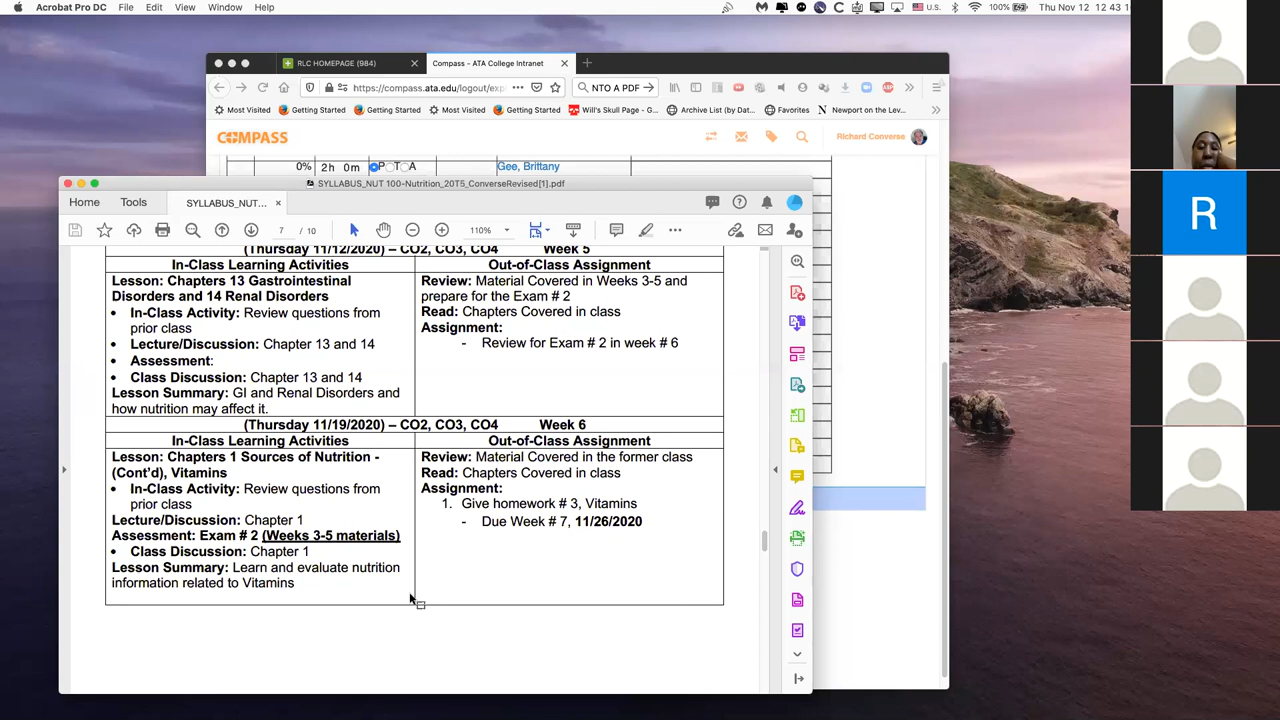 Acrobat Pro DC File Edit View Window Help U.S. 100% Thu Nov 12 12 43
RLC HOMEPAGE (984) Compass - ATA College Intranet
https://compass.ata.edu/logout/exp NTO A PDF
Most Visited Getting Started Getting Started Most Visited Getting Started Will's Skull Page - G... Archive List (by Dat... Favorites Newport on the Lev...
COMPASS Richard Converse
0% 2h 0m P T A Gee, Brittany
SYLLABUS_NUT 100-Nutrition_20T5_ConverseRevised[1].pdf
Home Tools SYLLABUS_NUT...
7 / 10 110%
(Thursday 11/12/2020) – CO2, CO3, CO4 Week 5
In-Class Learning Activities Out-of-Class Assignment
Lesson: Chapters 13 Gastrointestinal
Disorders and 14 Renal Disorders
• In-Class Activity: Review questions from
prior class
• Lecture/Discussion: Chapter 13 and 14
• Assessment:
• Class Discussion: Chapter 13 and 14
Lesson Summary: GI and Renal Disorders and
how nutrition may affect it.
Review: Material Covered in Weeks 3-5 and
prepare for the Exam # 2
Read: Chapters Covered in class
Assignment:
- Review for Exam # 2 in week # 6
(Thursday 11/19/2020) – CO2, CO3, CO4 Week 6
In-Class Learning Activities Out-of-Class Assignment
Lesson: Chapters 1 Sources of Nutrition -
(Cont'd), Vitamins
• In-Class Activity: Review questions from
prior class
Lecture/Discussion: Chapter 1
Assessment: Exam # 2 (Weeks 3-5 materials)
• Class Discussion: Chapter 1
Lesson Summary: Learn and evaluate nutrition
information related to Vitamins
Review: Material Covered in the former class
Read: Chapters Covered in class
Assignment:
1. Give homework # 3, Vitamins
- Due Week # 7, 11/26/2020
R